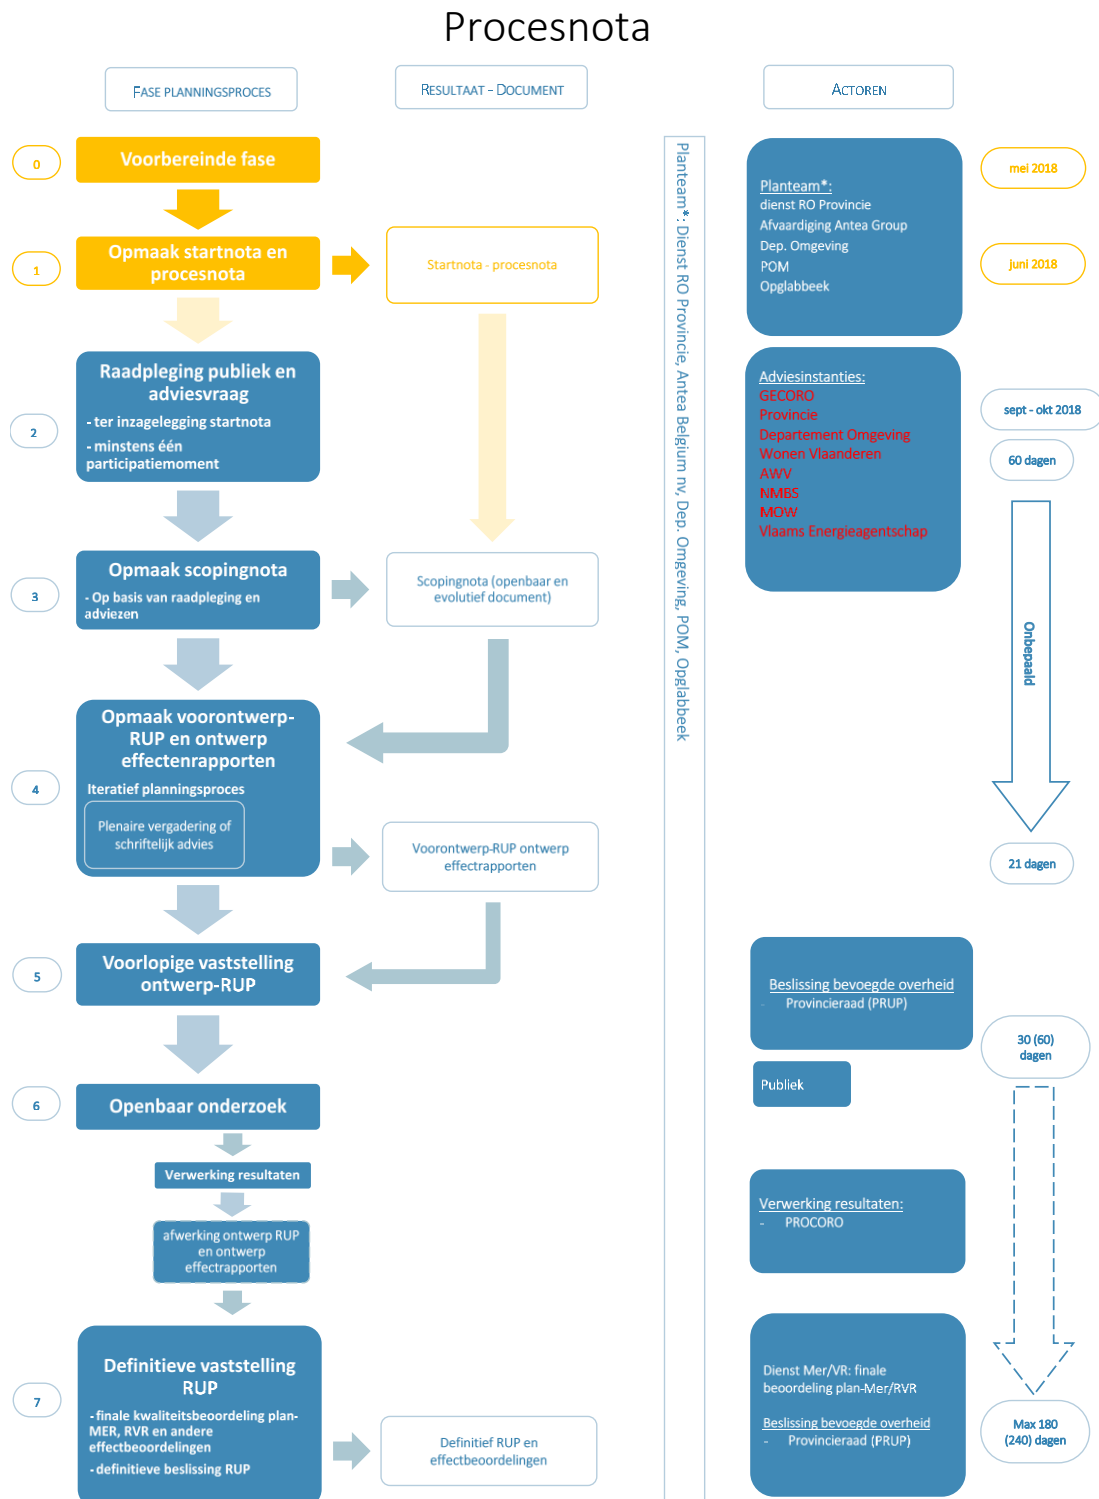 Procesnota
FASE PLANNINGSPROCES
RESULTAAT - DOCUMENT
ACTOREN
0
Voorbereinde fase
mei 2018
1
Opmaak startnota en
procesnota
Startnota - procesnota
juni 2018
Planteam*:
dienst RO Provincie
Afvaardiging Antea Group
Dep. Omgeving
POM
Opglabbeek
Planteam*: Dienst RO Provincie, Antea Belgium nv, Dep. Omgeving, POM, Opglabbeek
2
Raadpleging publiek en
adviesvraag
- ter inzagelegging startnota
- minstens één
participatiemoment
Adviesinstanties:
GECORO
Provincie
Departement Omgeving
Wonen Vlaanderen
AWV
NMBS
MOW
Vlaams Energieagentschap
sept - okt 2018
60 dagen
Onbepaald
3
Opmaak scopingnota
- Op basis van raadpleging en
adviezen
Scopingnota (openbaar en
evolutief document)
4
Opmaak voorontwerp-
RUP en ontwerp
effectenrapporten
Iteratief planningsproces
Plenaire vergadering of
schriftelijk advies
Voorontwerp-RUP ontwerp
effectrapporten
21 dagen
5
Voorlopige vaststelling
ontwerp-RUP
Beslissing bevoegde overheid
- Provincieraad (PRUP)
30 (60)
dagen
6
Openbaar onderzoek
Publiek
Verwerking resultaten
afwerking ontwerp RUP
en ontwerp
effectrapporten
Verwerking resultaten:
- PROCORO
7
Definitieve vaststelling
RUP
- finale kwaliteitsbeoordeling plan-
MER, RVR en andere
effectbeoordelingen
- definitieve beslissing RUP
Definitief RUP en
effectbeoordelingen
Dienst Mer/VR: finale
beoordeling plan-Mer/RVR
Beslissing bevoegde overheid
- Provincieraad (PRUP)
Max 180
(240) dagen